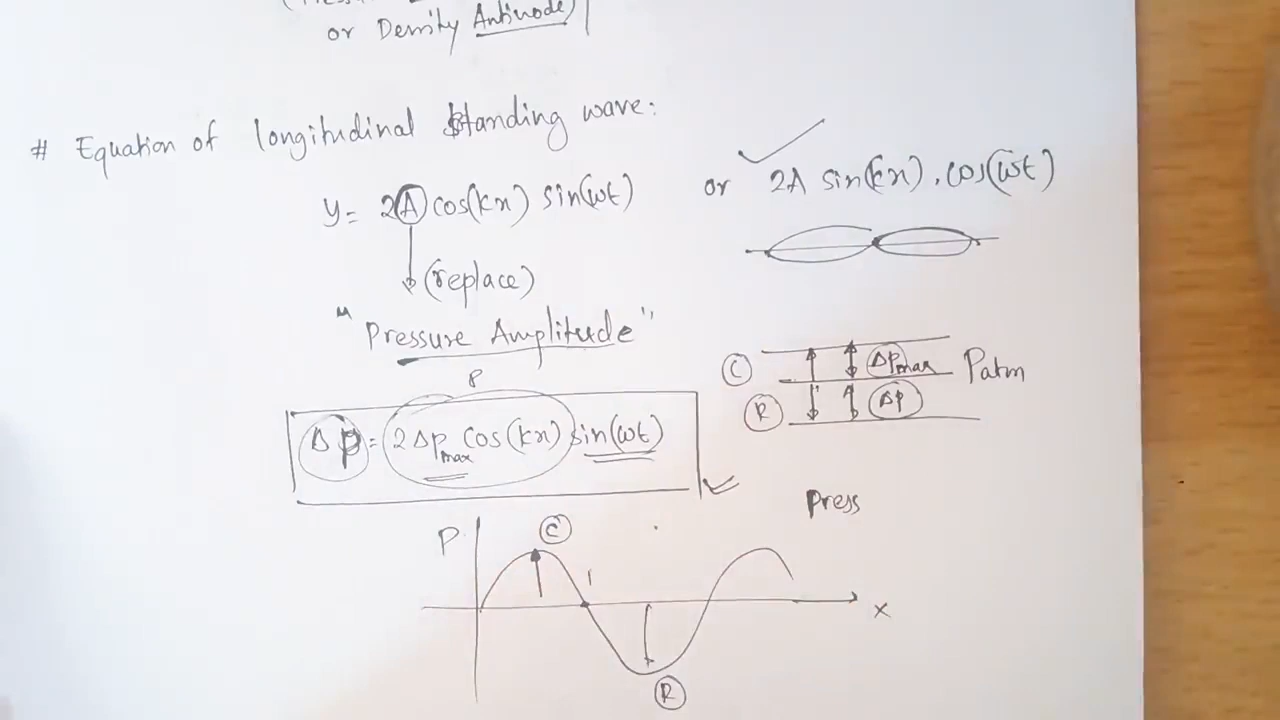 or Density Antinode)
# Equation of longitudinal standing wave:
y = 2A cos(kx) sin(ωt) or 2A sin(kx). cos(ωt)
(replace)
"Pressure Amplitude"
C ΔPmax Patm
R Δp
Δp = 2Δpmax cos(kx) sin(ωt)
Press
P C
x
R